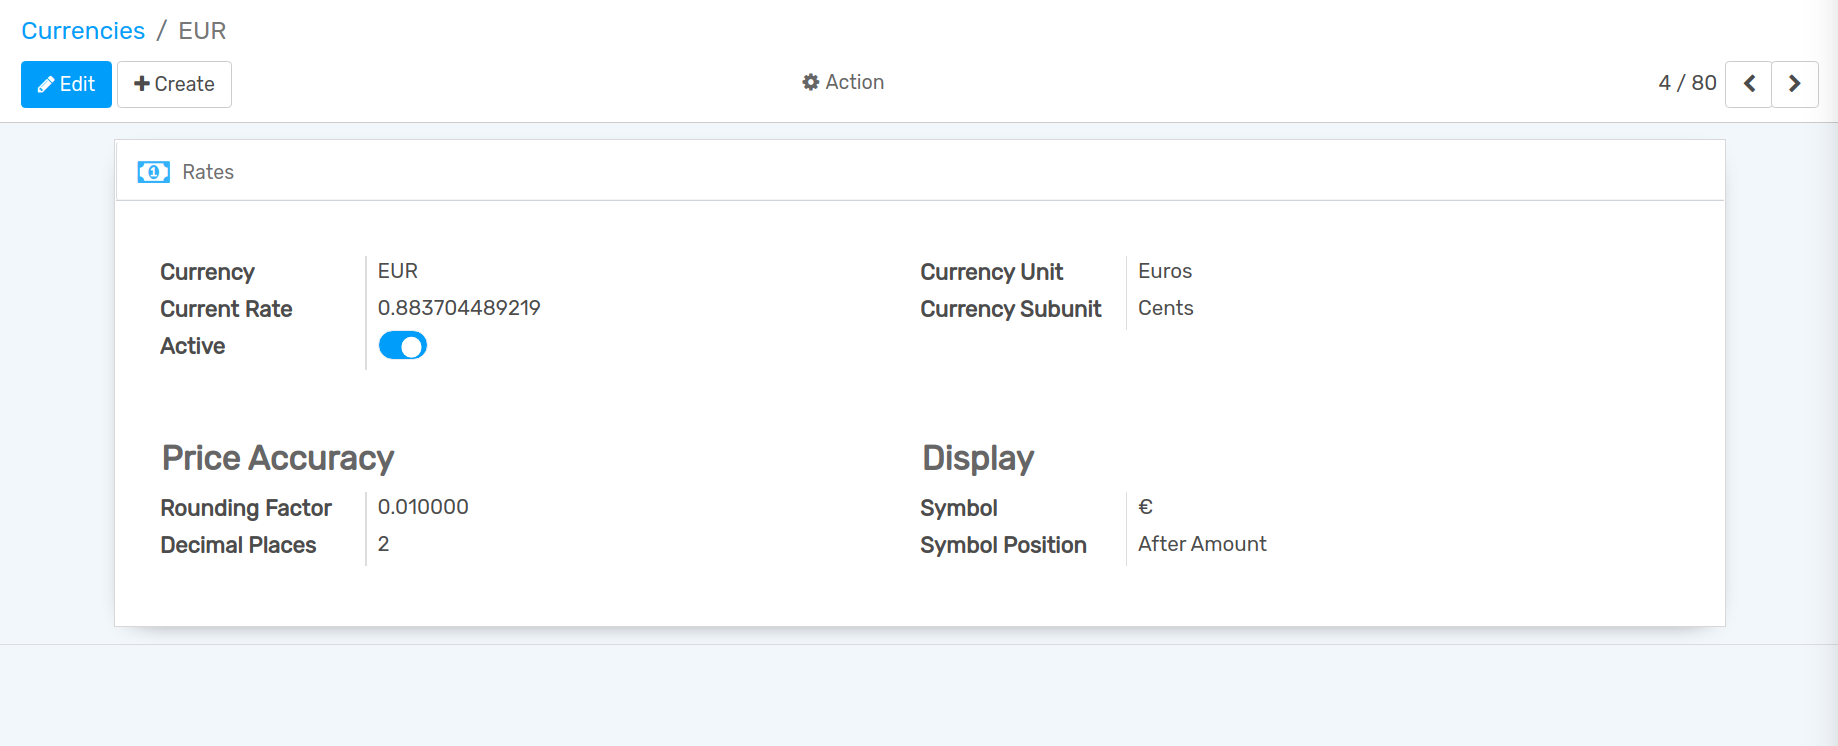 Currencies / EUR
Edit Create Action 4 / 80
1 Rates
Currency EUR Currency Unit Euros
Current Rate 0.883704489219 Currency Subunit Cents
Active
Price Accuracy Display
Rounding Factor 0.010000 Symbol €
Decimal Places 2 Symbol Position After Amount